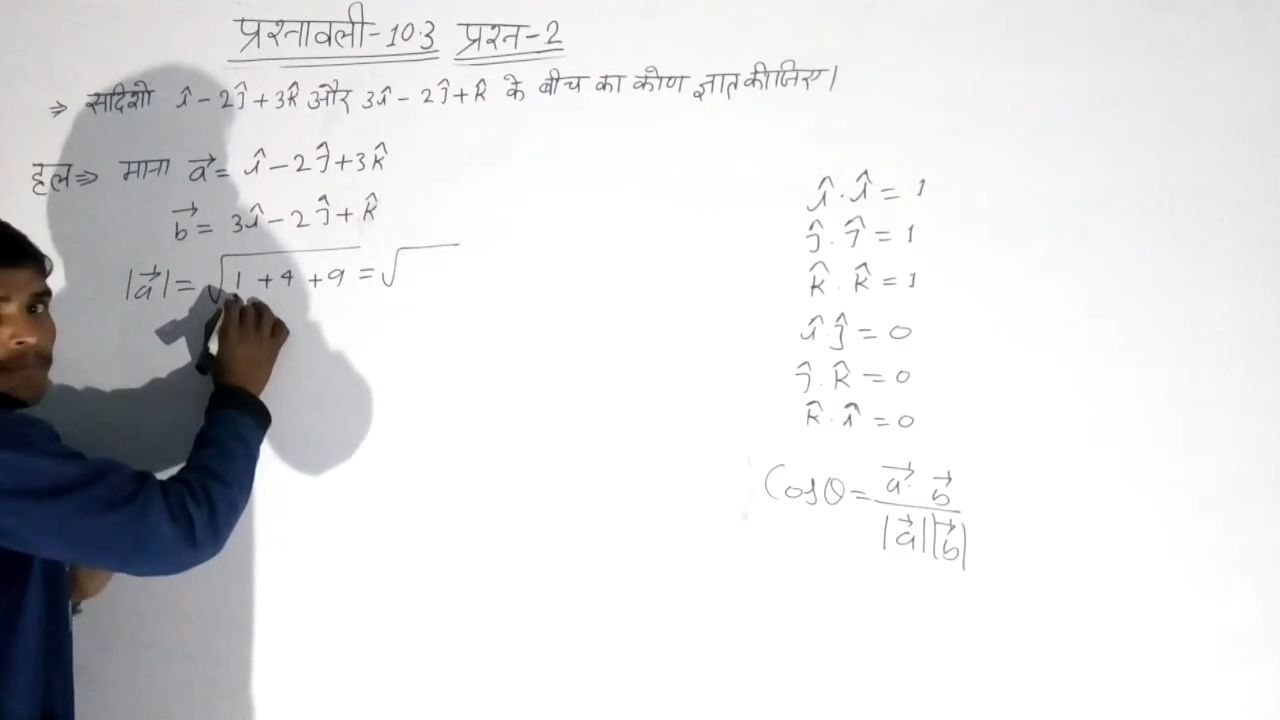 प्रश्नावली-10.3 प्रश्न-2
⇒ सदिशो î - 2ĵ + 3k̂ और 3î - 2ĵ + k̂ के बीच का कोण ज्ञात कीजिए।
हल ⇒ माना a⃗ = î - 2ĵ + 3k̂
b⃗ = 3î - 2ĵ + k̂
|a⃗| = √1 + 4 + 9 = √
î . î = 1
ĵ . ĵ = 1
k̂ . k̂ = 1
î ĵ = 0
ĵ . k̂ = 0
k̂ . î = 0
Cosθ = a⃗ . b⃗
|a⃗||b⃗|